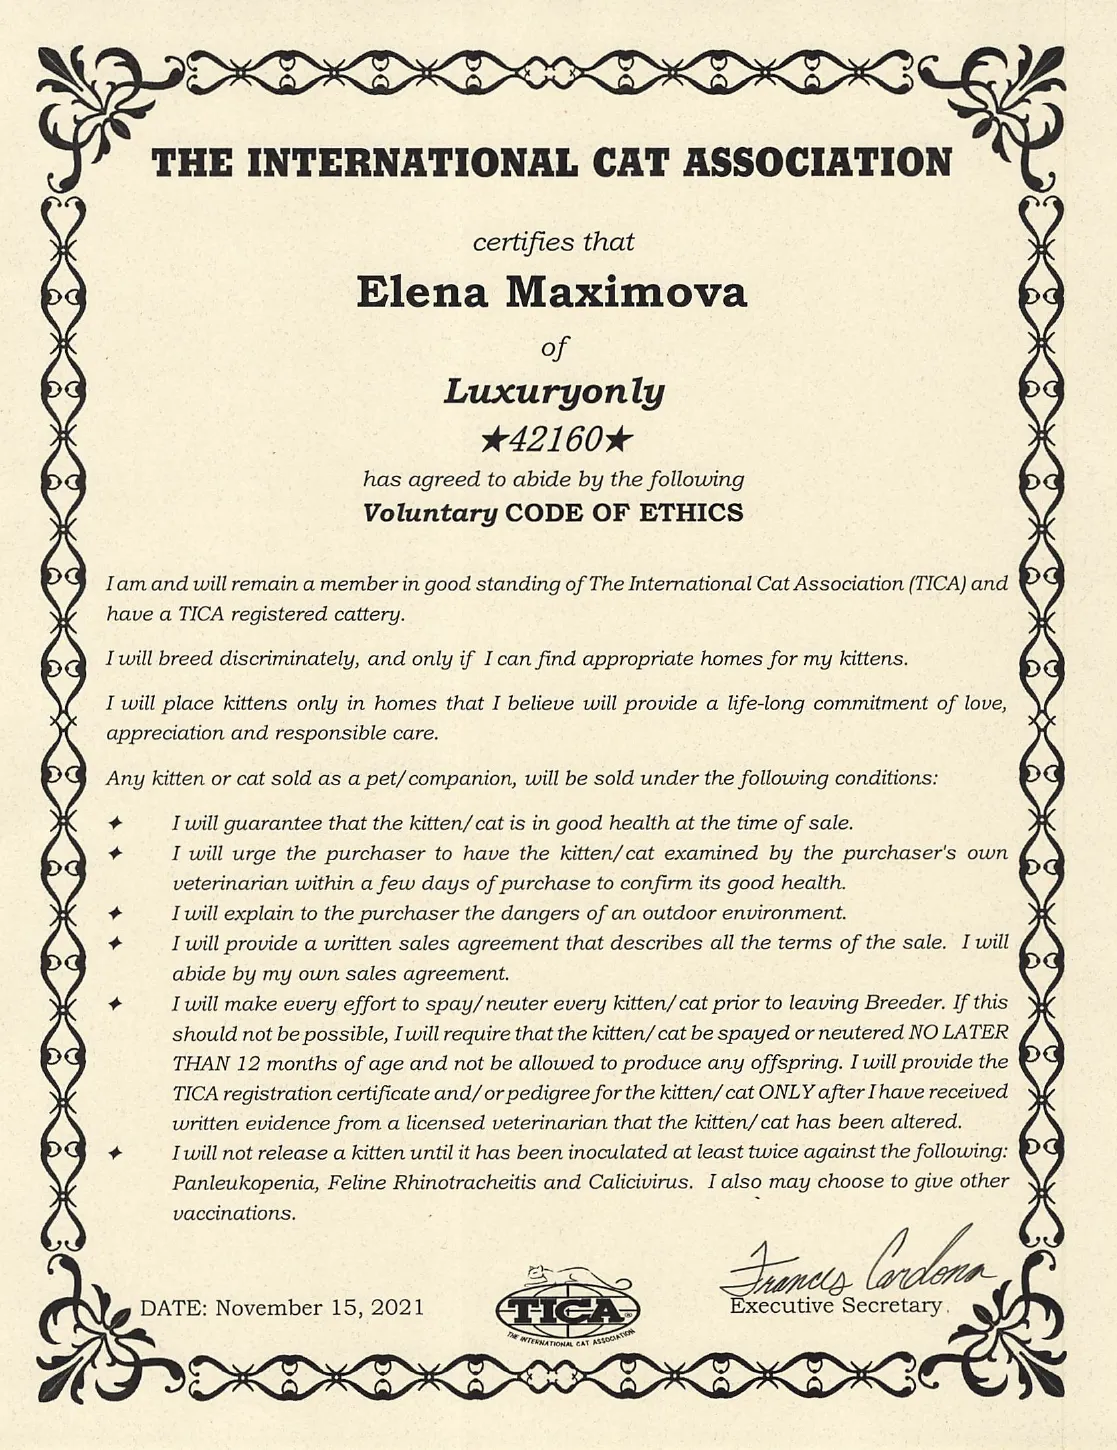 THE INTERNATIONAL CAT ASSOCIATION
certifies that
Elena Maximova
of
Luxuryonly
★42160★
has agreed to abide by the following
Voluntary CODE OF ETHICS
I am and will remain a member in good standing of The International Cat Association (TICA) and
have a TICA registered cattery.
I will breed discriminately, and only if I can find appropriate homes for my kittens.
I will place kittens only in homes that I believe will provide a life-long commitment of love,
appreciation and responsible care.
Any kitten or cat sold as a pet/companion, will be sold under the following conditions:
✦ I will guarantee that the kitten/cat is in good health at the time of sale.
✦ I will urge the purchaser to have the kitten/cat examined by the purchaser's own
veterinarian within a few days of purchase to confirm its good health.
✦ I will explain to the purchaser the dangers of an outdoor environment.
✦ I will provide a written sales agreement that describes all the terms of the sale. I will
abide by my own sales agreement.
✦ I will make every effort to spay/neuter every kitten/cat prior to leaving Breeder. If this
should not be possible, I will require that the kitten/cat be spayed or neutered NO LATER
THAN 12 months of age and not be allowed to produce any offspring. I will provide the
TICA registration certificate and/or pedigree for the kitten/cat ONLY after I have received
written evidence from a licensed veterinarian that the kitten/cat has been altered.
✦ I will not release a kitten until it has been inoculated at least twice against the following:
Panleukopenia, Feline Rhinotracheitis and Calicivirus. I also may choose to give other
vaccinations.
Frances Cardona
DATE: November 15, 2021
TICA®
THE INTERNATIONAL CAT ASSOCIATION
Executive Secretary